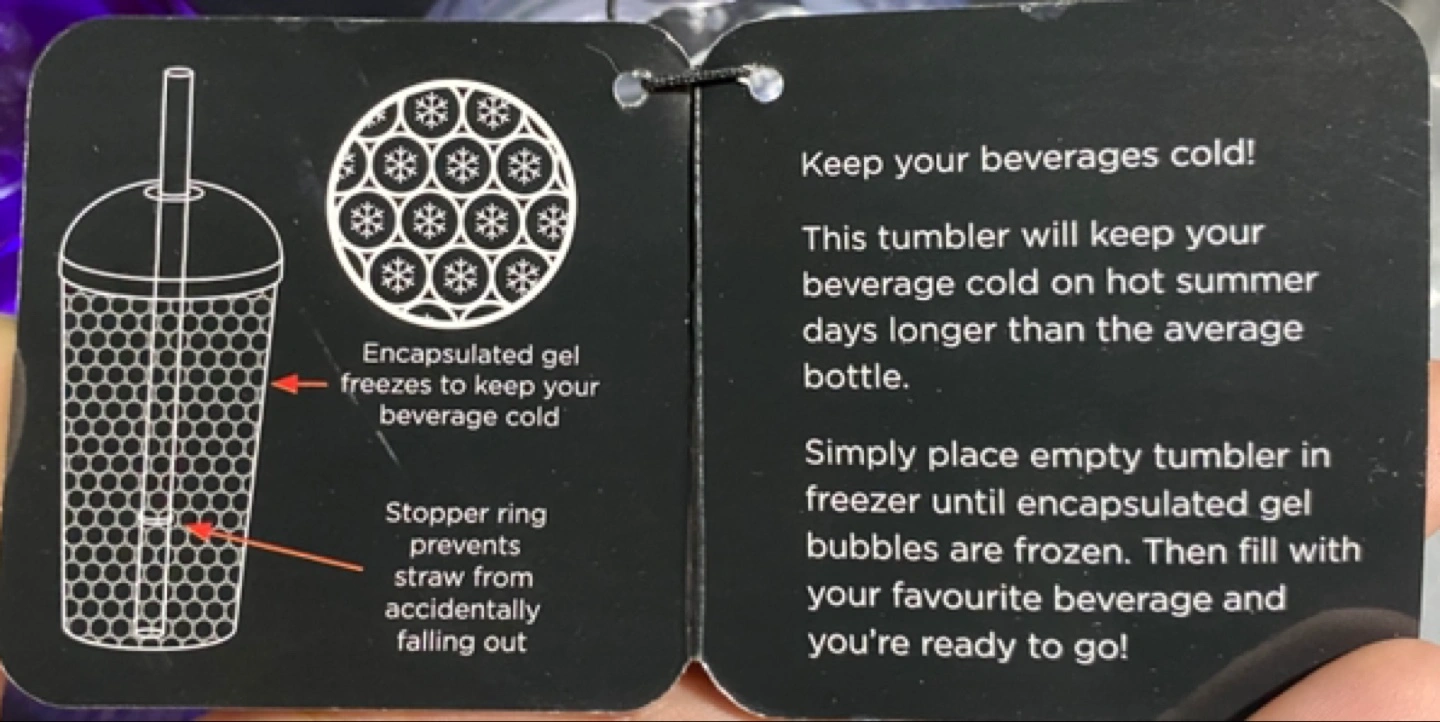 Encapsulated gel
freezes to keep your
beverage cold
Stopper ring
prevents
straw from
accidentally
falling out
Keep your beverages cold!
This tumbler will keep your
beverage cold on hot summer
days longer than the average
bottle.
Simply place empty tumbler in
freezer until encapsulated gel
bubbles are frozen. Then fill with
your favourite beverage and
you're ready to go!